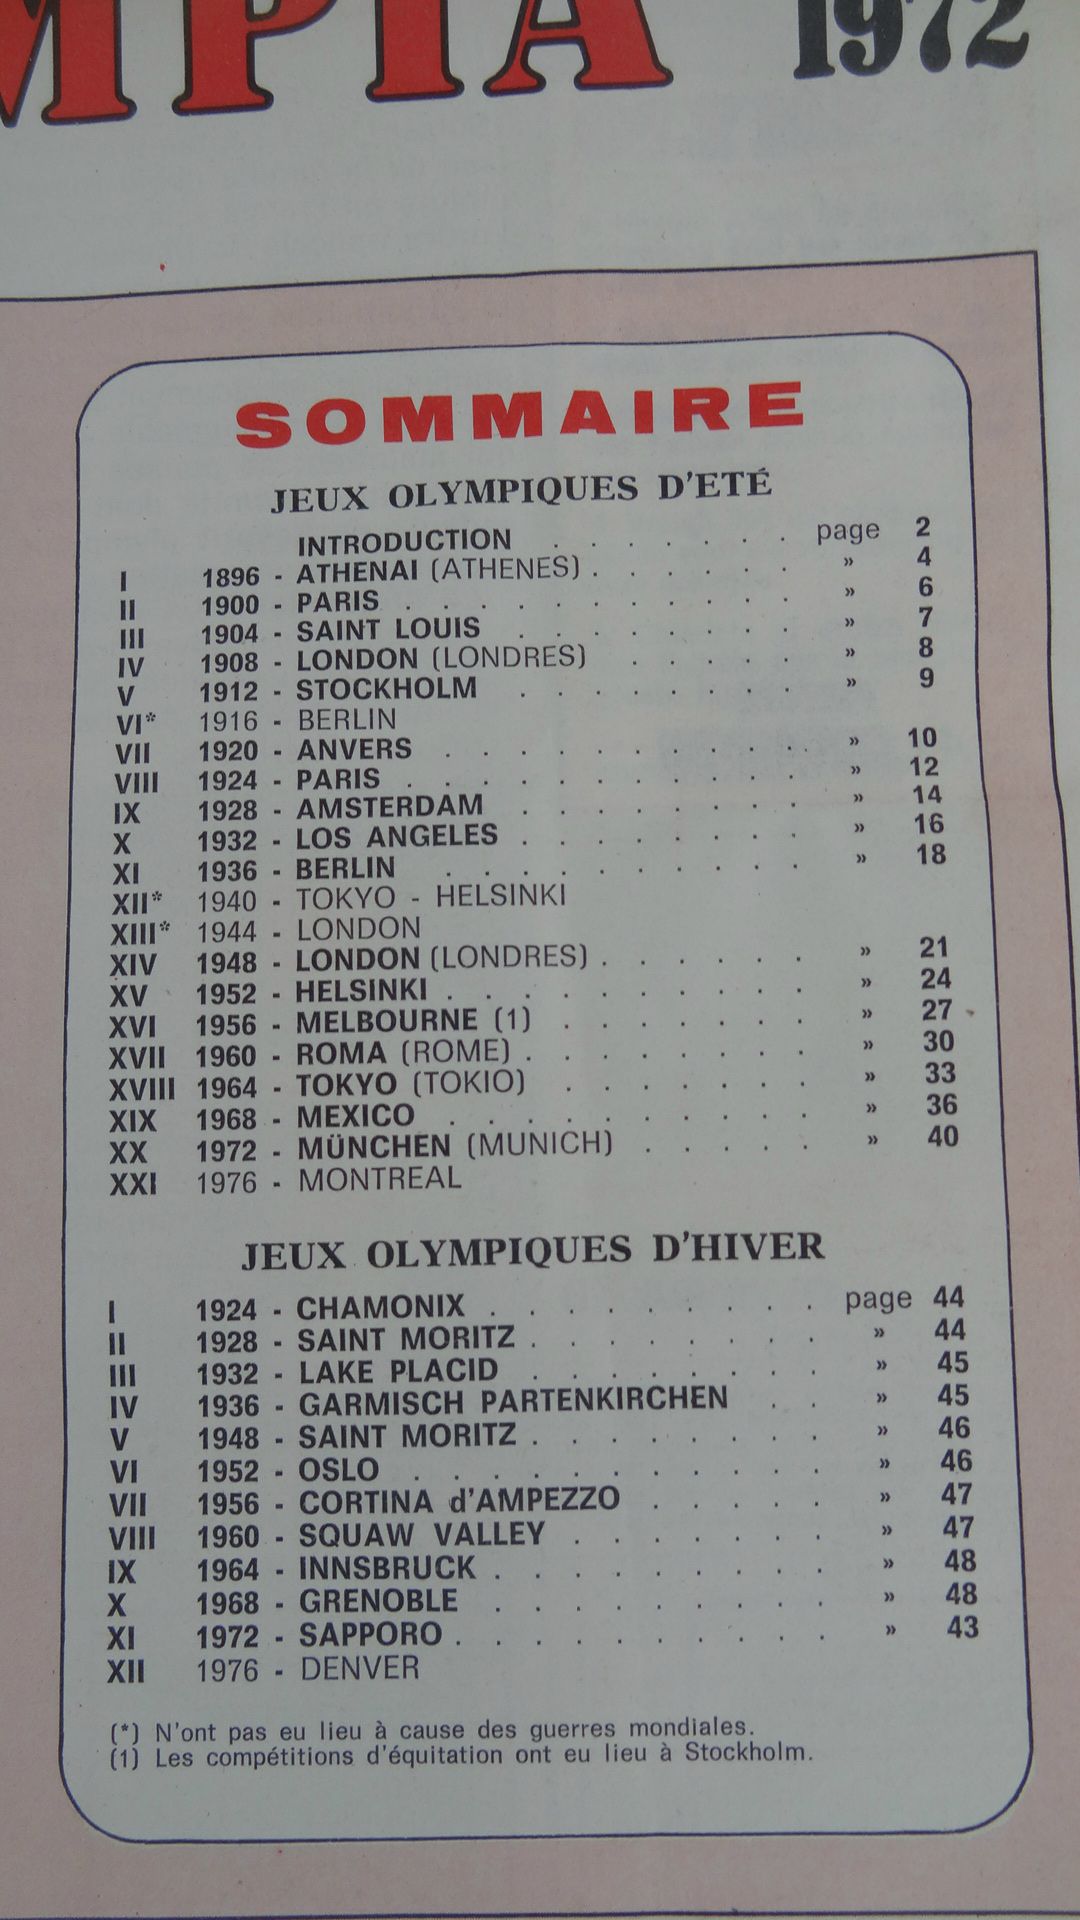 MPIA 1972
SOMMAIRE
JEUX OLYMPIQUES D'ETÉ
INTRODUCTION . . . . . . . page 2
I 1896 - ATHENAI (ATHENES) . . . . . . » 4
II 1900 - PARIS . . . . . . . . . . . » 6
III 1904 - SAINT LOUIS . . . . . . . . » 7
IV 1908 - LONDON (LONDRES) . . . . . » 8
V 1912 - STOCKHOLM . . . . . . . . » 9
VI* 1916 - BERLIN
VII 1920 - ANVERS . . . . . . . . . . » 10
VIII 1924 - PARIS . . . . . . . . . . . » 12
IX 1928 - AMSTERDAM . . . . . . . . » 14
X 1932 - LOS ANGELES . . . . . . . . » 16
XI 1936 - BERLIN . . . . . . . . . . » 18
XII* 1940 - TOKYO - HELSINKI
XIII* 1944 - LONDON
XIV 1948 - LONDON (LONDRES) . . . . . . » 21
XV 1952 - HELSINKI . . . . . . . . . . » 24
XVI 1956 - MELBOURNE (1) . . . . . . . » 27
XVII 1960 - ROMA (ROME) . . . . . . . . » 30
XVIII 1964 - TOKYO (TOKIO) . . . . . . . » 33
XIX 1968 - MEXICO . . . . . . . . . . » 36
XX 1972 - MÜNCHEN (MUNICH) . . . . . » 40
XXI 1976 - MONTREAL
JEUX OLYMPIQUES D'HIVER
I 1924 - CHAMONIX . . . . . . . . . page 44
II 1928 - SAINT MORITZ . . . . . . . . » 44
III 1932 - LAKE PLACID . . . . . . . . » 45
IV 1936 - GARMISCH PARTENKIRCHEN . . » 45
V 1948 - SAINT MORITZ . . . . . . . . » 46
VI 1952 - OSLO . . . . . . . . . . . » 46
VII 1956 - CORTINA d'AMPEZZO . . . . . » 47
VIII 1960 - SQUAW VALLEY . . . . . . . » 47
IX 1964 - INNSBRUCK . . . . . . . . . » 48
X 1968 - GRENOBLE . . . . . . . . . » 48
XI 1972 - SAPPORO . . . . . . . . . . » 43
XII 1976 - DENVER
(*) N'ont pas eu lieu à cause des guerres mondiales.
(1) Les compétitions d'équitation ont eu lieu à Stockholm.